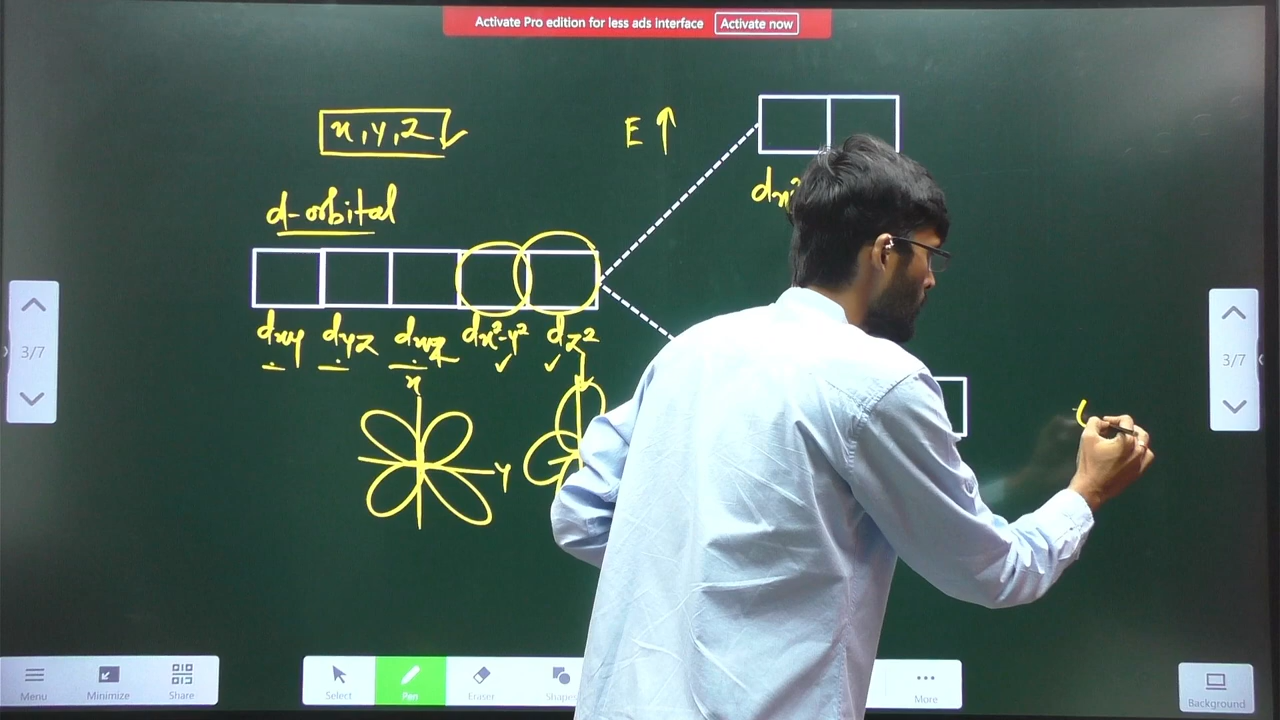 Activate Pro edition for less ads interface Activate now
x, y, z
E ↑
d-orbital
dxy dyz dxz dx²-y² dz²
x
y
3/7
3/7
Menu Minimize Share
Select Pen Eraser Shapes
More
Background